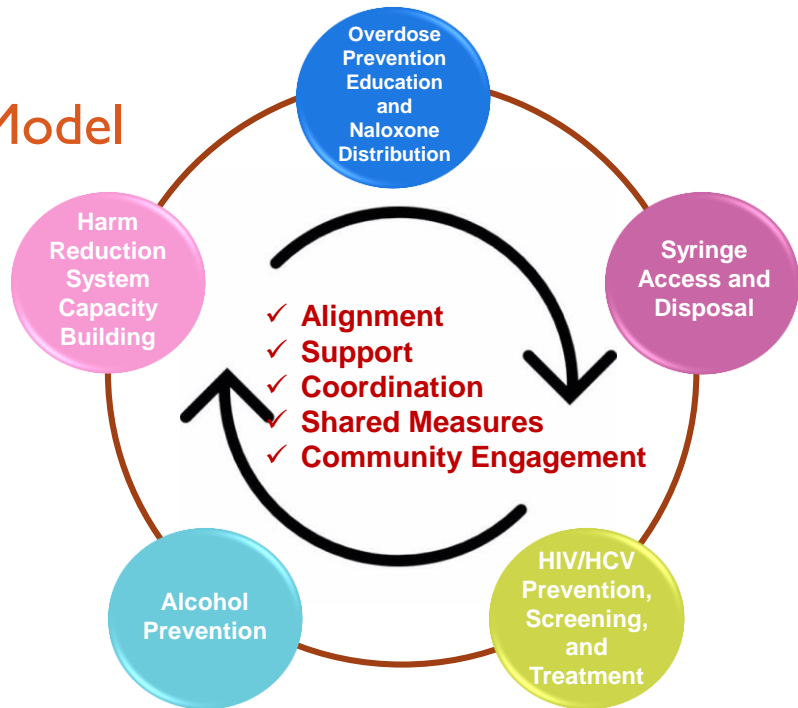 Model
Overdose
Prevention
Education
and
Naloxone
Distribution
Harm
Reduction
System
Capacity
Building
Syringe
Access and
Disposal
✓ Alignment
✓ Support
✓ Coordination
✓ Shared Measures
✓ Community Engagement
Alcohol
Prevention
HIV/HCV
Prevention,
Screening,
and
Treatment